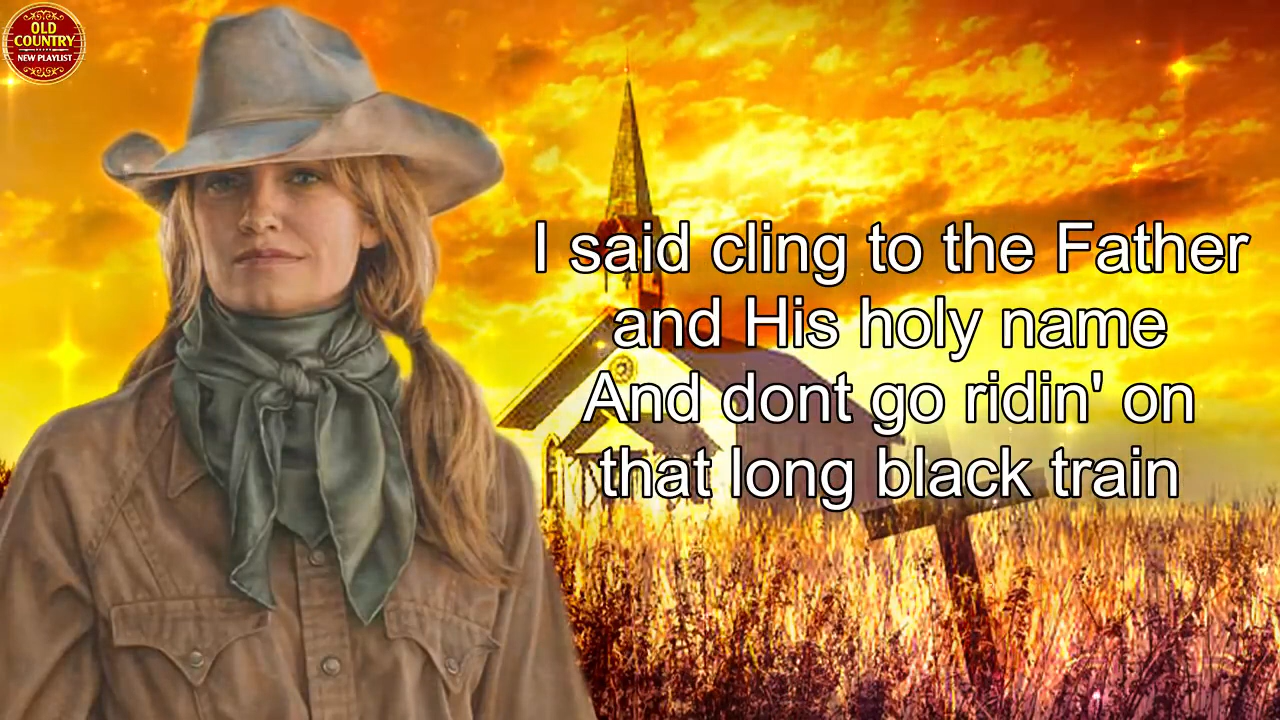 OLD
COUNTRY
NEW PLAYLIST
I said cling to the Father
and His holy name
And dont go ridin' on
that long black train